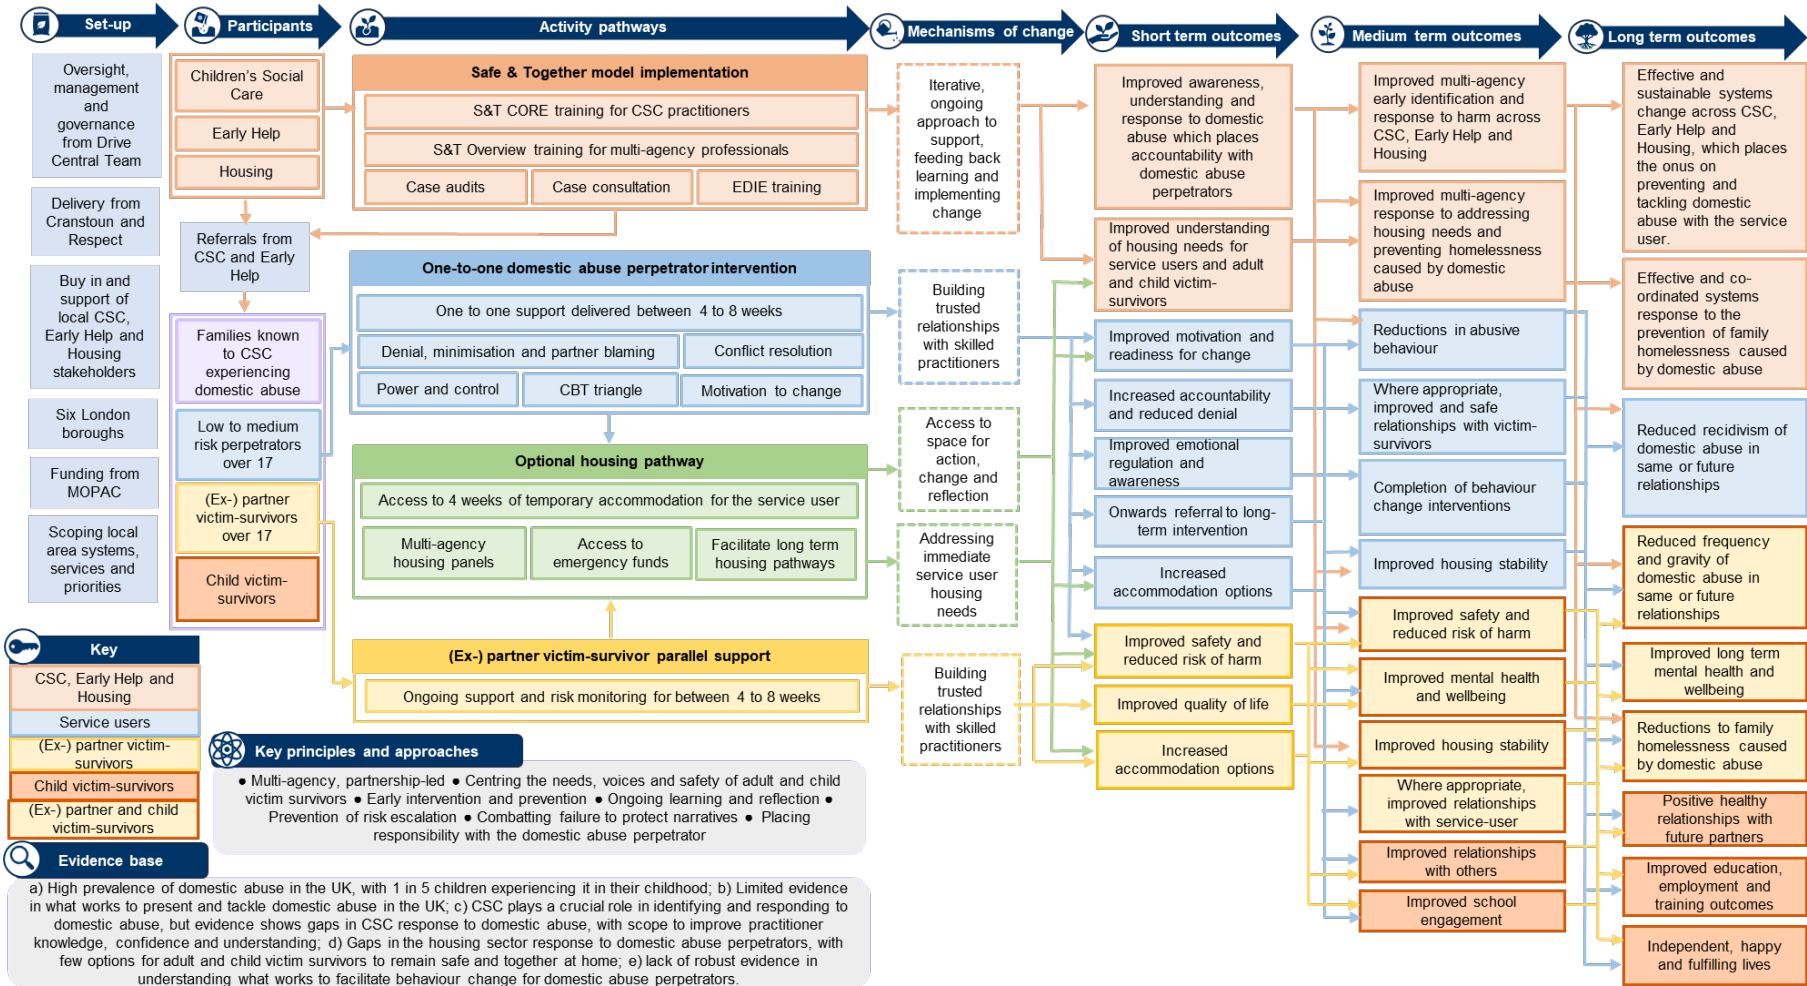 Set-up
Participants
Activity pathways
Mechanisms of change
Short term outcomes
Medium term outcomes
Long term outcomes
Oversight,
management
and
governance
from Drive
Central Team
Delivery from
Cranstoun and
Respect
Buy in and
support of
local CSC,
Early Help and
Housing
stakeholders
Six London
boroughs
Funding from
MOPAC
Scoping local
area systems,
services and
priorities
Children's Social
Care
Early Help
Housing
Referrals from
CSC and Early
Help
Families known
to CSC
experiencing
domestic abuse
Low to medium
risk perpetrators
over 17
(Ex-) partner
victim-survivors
over 17
Child victim-
survivors
Safe & Together model implementation
S&T CORE training for CSC practitioners
S&T Overview training for multi-agency professionals
Case audits
Case consultation
EDIE training
One-to-one domestic abuse perpetrator intervention
One to one support delivered between 4 to 8 weeks
Denial, minimisation and partner blaming
Conflict resolution
Power and control
CBT triangle
Motivation to change
Optional housing pathway
Access to 4 weeks of temporary accommodation for the service user
Multi-agency
housing panels
Access to
emergency funds
Facilitate long term
housing pathways
(Ex-) partner victim-survivor parallel support
Ongoing support and risk monitoring for between 4 to 8 weeks
Iterative,
ongoing
approach to
support,
feeding back
learning and
implementing
change
Building
trusted
relationships
with skilled
practitioners
Access to
space for
action,
change and
reflection
Addressing
immediate
service user
housing
needs
Building
trusted
relationships
with skilled
practitioners
Improved awareness,
understanding and
response to domestic
abuse which places
accountability with
domestic abuse
perpetrators
Improved understanding
of housing needs for
service users and adult
and child victim-
survivors
Improved motivation and
readiness for change
Increased accountability
and reduced denial
Improved emotional
regulation and
awareness
Onwards referral to long-
term intervention
Increased
accommodation options
Improved safety and
reduced risk of harm
Improved quality of life
Increased
accommodation options
Improved multi-agency
early identification and
response to harm across
CSC, Early Help and
Housing
Improved multi-agency
response to addressing
housing needs and
preventing homelessness
caused by domestic
abuse
Reductions in abusive
behaviour
Where appropriate,
improved and safe
relationships with victim-
survivors
Completion of behaviour
change interventions
Improved housing stability
Improved safety and
reduced risk of harm
Improved mental health
and wellbeing
Improved housing stability
Where appropriate,
improved relationships
with service-user
Improved relationships
with others
Improved school
engagement
Effective and
sustainable systems
change across CSC,
Early Help and
Housing, which places
the onus on
preventing and
tackling domestic
abuse with the service
user.
Effective and co-
ordinated systems
response to the
prevention of family
homelessness caused
by domestic abuse
Reduced recidivism of
domestic abuse in
same or future
relationships
Reduced frequency
and gravity of
domestic abuse in
same or future
relationships
Improved long term
mental health and
wellbeing
Reductions to family
homelessness caused
by domestic abuse
Positive healthy
relationships with
future partners
Improved education,
employment and
training outcomes
Independent, happy
and fulfilling lives
Key
CSC, Early Help and
Housing
Service users
(Ex-) partner victim-
survivors
Child victim-survivors
(Ex-) partner and child
victim-survivors
Key principles and approaches
● Multi-agency, partnership-led ● Centring the needs, voices and safety of adult and child
victim survivors ● Early intervention and prevention ● Ongoing learning and reflection ●
Prevention of risk escalation ● Combatting failure to protect narratives ● Placing
responsibility with the domestic abuse perpetrator
Evidence base
a) High prevalence of domestic abuse in the UK, with 1 in 5 children experiencing it in their childhood; b) Limited evidence
in what works to present and tackle domestic abuse in the UK; c) CSC plays a crucial role in identifying and responding to
domestic abuse, but evidence shows gaps in CSC response to domestic abuse, with scope to improve practitioner
knowledge, confidence and understanding; d) Gaps in the housing sector response to domestic abuse perpetrators, with
few options for adult and child victim survivors to remain safe and together at home; e) lack of robust evidence in
understanding what works to facilitate behaviour change for domestic abuse perpetrators.